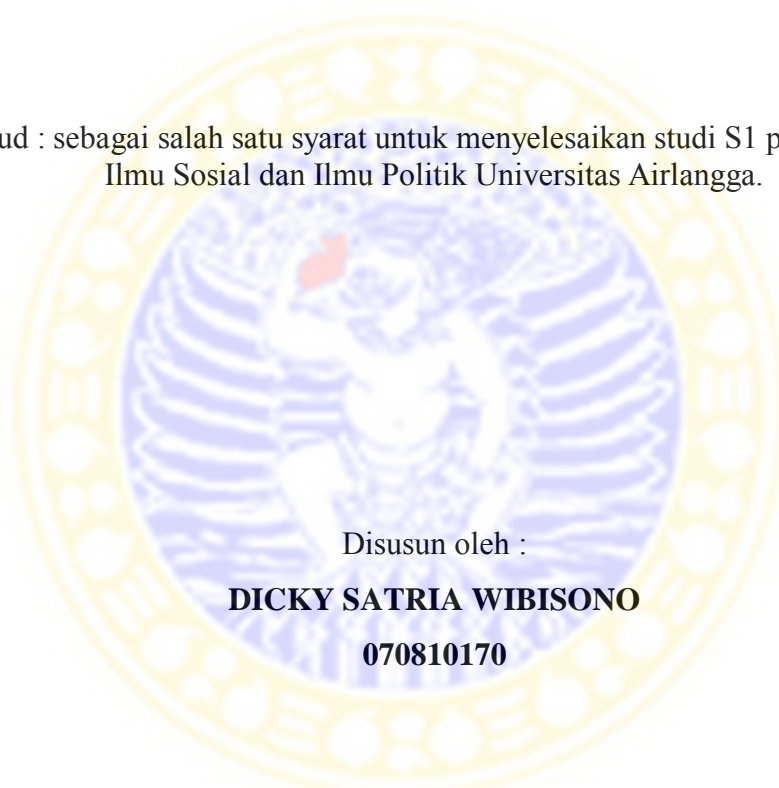 ud : sebagai salah satu syarat untuk menyelesaikan studi S1 p
Ilmu Sosial dan Ilmu Politik Universitas Airlangga.
Disusun oleh :
DICKY SATRIA WIBISONO
070810170